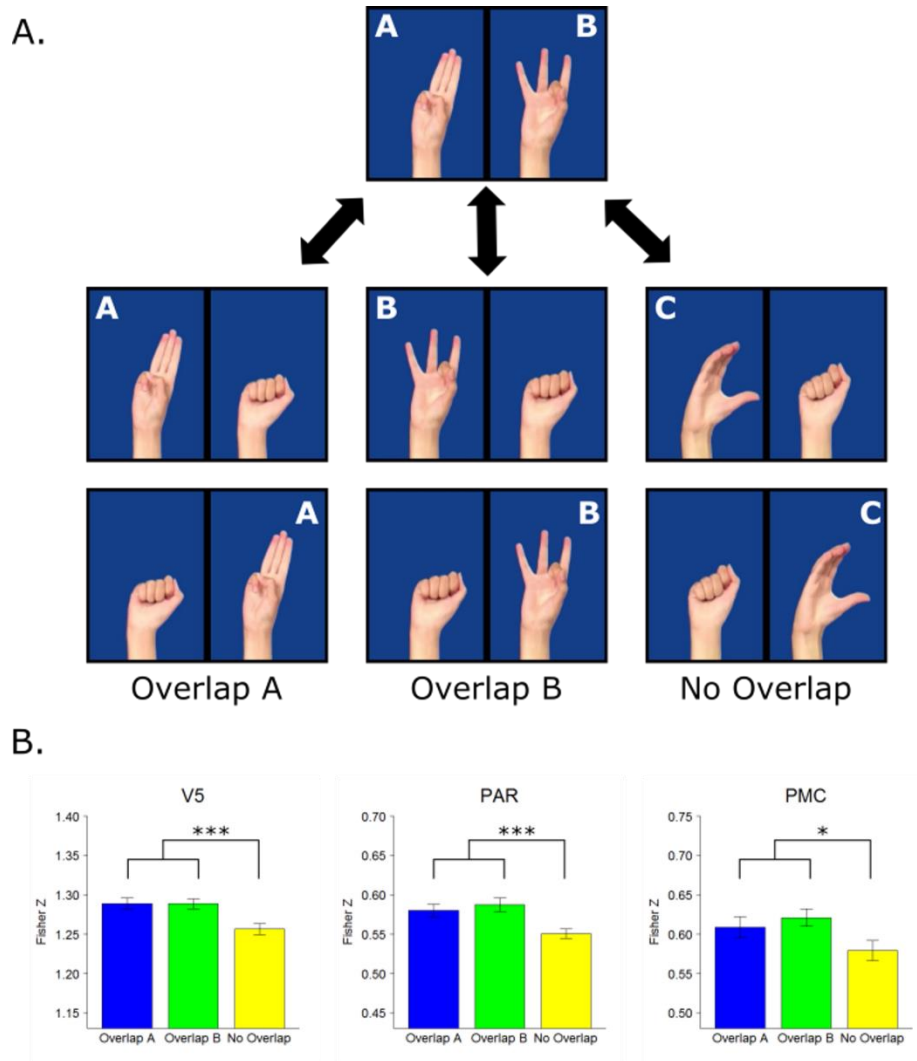 A.
A B
A B C
A B C
Overlap A Overlap B No Overlap
B.
V5 PAR PMC
*** *** *
1.40 0.70 0.75
1.35 0.65 0.70
1.30 0.60 0.65
1.25 0.55 0.60
1.20 0.50 0.55
1.15 0.45 0.50
Fisher Z Fisher Z Fisher Z
Overlap A Overlap B No Overlap Overlap A Overlap B No Overlap Overlap A Overlap B No Overlap